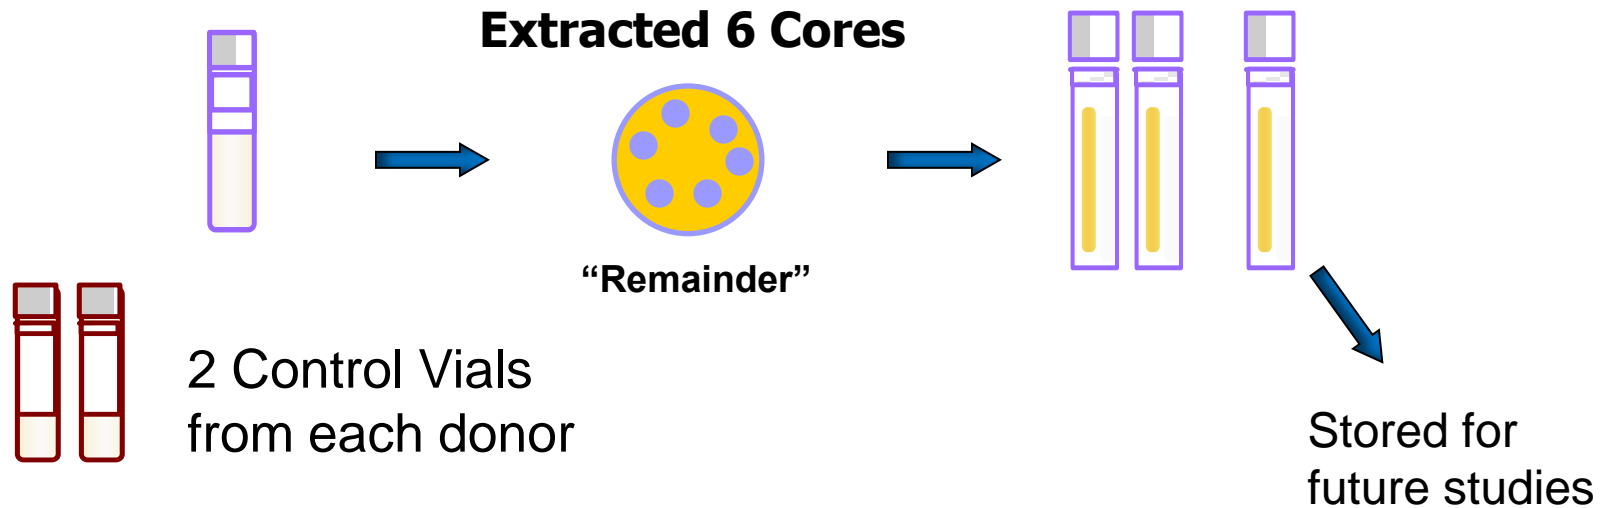 Extracted 6 Cores
“Remainder”
2 Control Vials
from each donor
Stored for
future studies